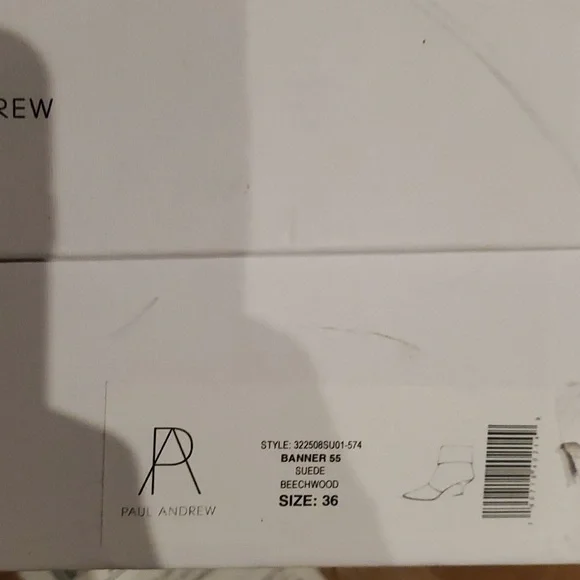 REW
PA
PAUL ANDREW
STYLE: 322508SU01-574
BANNER 55
SUEDE
BEECHWOOD
SIZE: 36